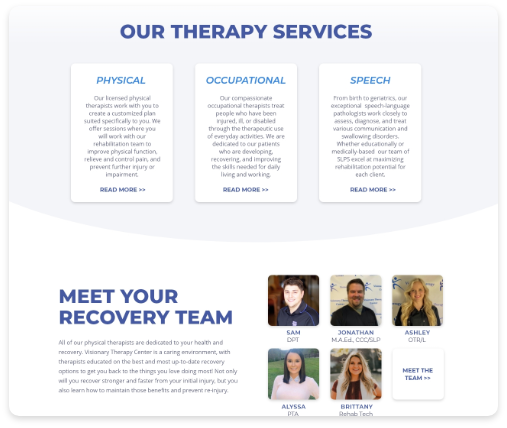 OUR THERAPY SERVICES
PHYSICAL
Our licensed physical
therapists work with you to
create a customized plan
suited specifically to you. We
offer sessions where you
will work with our
rehabilitation team to
improve physical function,
relieve and control pain, and
prevent further injury or
impairment.
READ MORE >>
OCCUPATIONAL
Our compassionate
occupational therapists treat
people who have been
injured, ill, or disabled
through the therapeutic use
of everyday activities. We are
dedicated to our patients
who are developing,
recovering, and improving
the skills needed for daily
living and working.
READ MORE >>
SPEECH
From birth to geriatrics, our
exceptional speech-language
pathologists work closely to
assess, diagnose, and treat
various communication and
swallowing disorders.
Whether educationally or
medically-based our team of
SLPS excel at maximizing
rehabilitation potential for
each client.
READ MORE >>
MEET YOUR
RECOVERY TEAM
All of our physical therapists are dedicated to your health and
recovery. Visionary Therapy Center is a caring environment, with
therapists educated on the best and most up-to-date recovery
options to get you back to the things you love doing most! Not only
will you recover stronger and faster from your initial injury, but you
also learn how to maintain those benefits and prevent re-injury.
SAM
DPT
JONATHAN
M.A.Ed., CCC/SLP
ASHLEY
OTR/L
ALYSSA
PTA
BRITTANY
Rehab Tech
MEET THE
TEAM >>